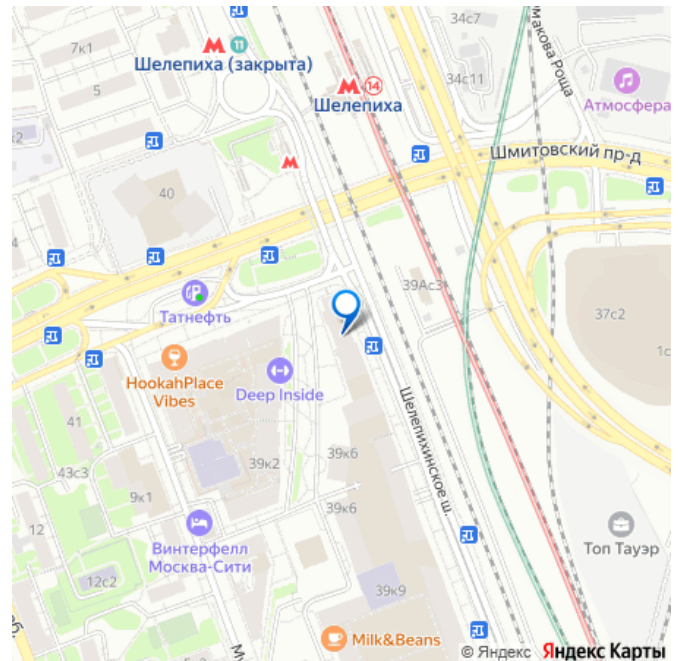 34с7
7к1
11
Шелепиха (закрыта)
5
14
Шелепиха
34с11
Атмосфера
Шмитовский пр-д
40
39Ас3
37с2
Татнефть
HookahPlace
Vibes
Deep Inside
41
43с3
39к2
39к6
9к1
39к6
Шелепихинское ш.
12
Винтерфелл
Москва-Сити
Топ Тауэр
12с2
39к9
Milk&Beans
© Яндекс Яндекс Карты